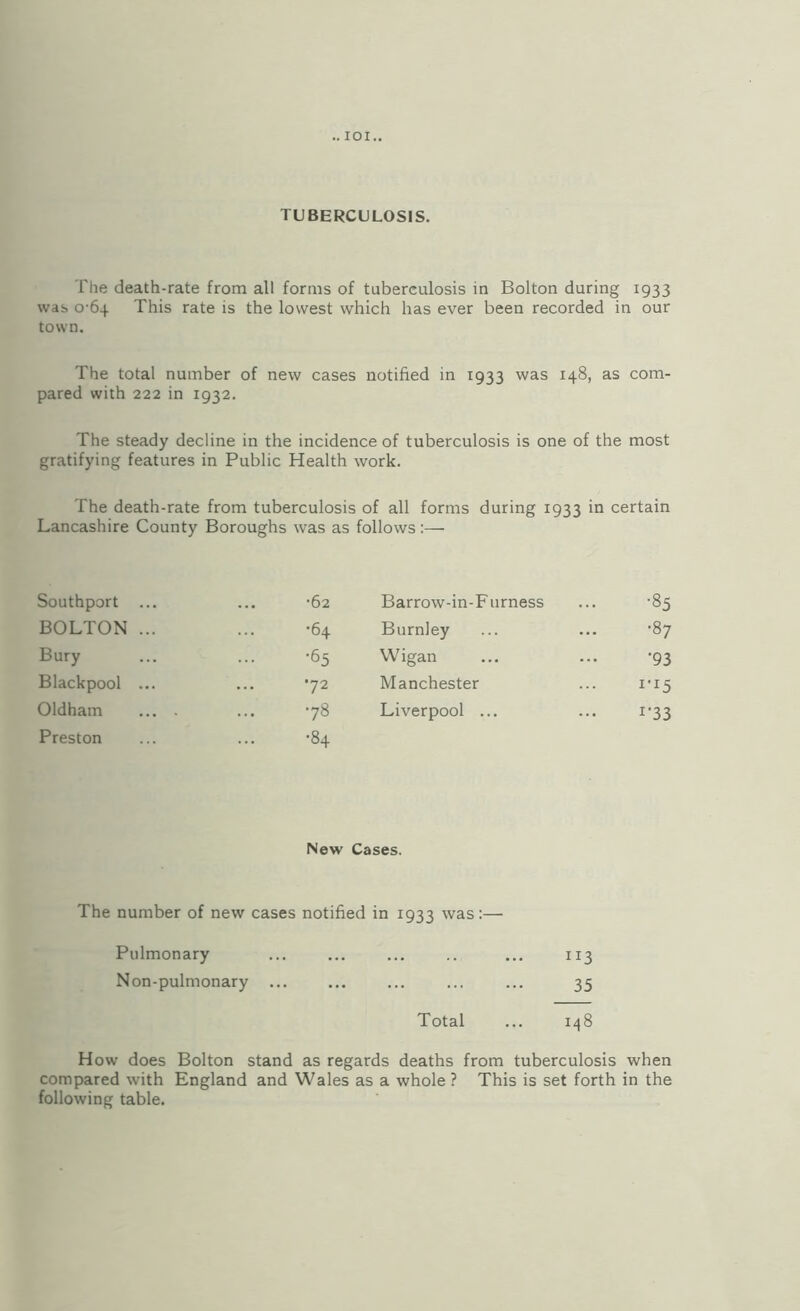 ..101..
TUBERCULOSIS.
The death-rate from all forms of tuberculosis in Bolton during 1933
was 0·64 This rate is the lowest which has ever been recorded in our
town.
The total number of new cases notified in 1933 was 148, as com-
pared with 222 in 1932.
The steady decline in the incidence of tuberculosis is one of the most
gratifying features in Public Health work.
The death-rate from tuberculosis of all forms during 1933 in certain
Lancashire County Boroughs was as follows:—
Southport ... ... ·62 Barrow-in-Furness ... ·85
BOLTON ... ... ·64 Burnley ... ... ·87
Bury ... ... ·65 Wigan ... ... ·93
Blackpool ... ... ·72 Manchester ... 1·15
Oldham ... . ... ·78 Liverpool ... ... 1·33
Preston ... ... ·84
New Cases.
The number of new cases notified in 1933 was:—
Pulmonary ... ... ... .. ... 113
Non-pulmonary ... ... ... ... ... 35
Total ... 148
How does Bolton stand as regards deaths from tuberculosis when
compared with England and Wales as a whole? This is set forth in the
following table.